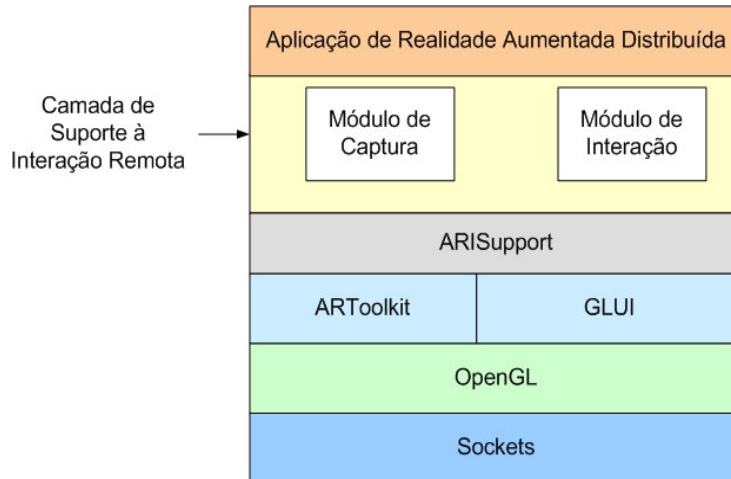 Aplicação de Realidade Aumentada Distribuída
Camada de
Suporte à
Interação Remota
Módulo de
Captura
Módulo de
Interação
ARISupport
ARToolkit
GLUI
OpenGL
Sockets